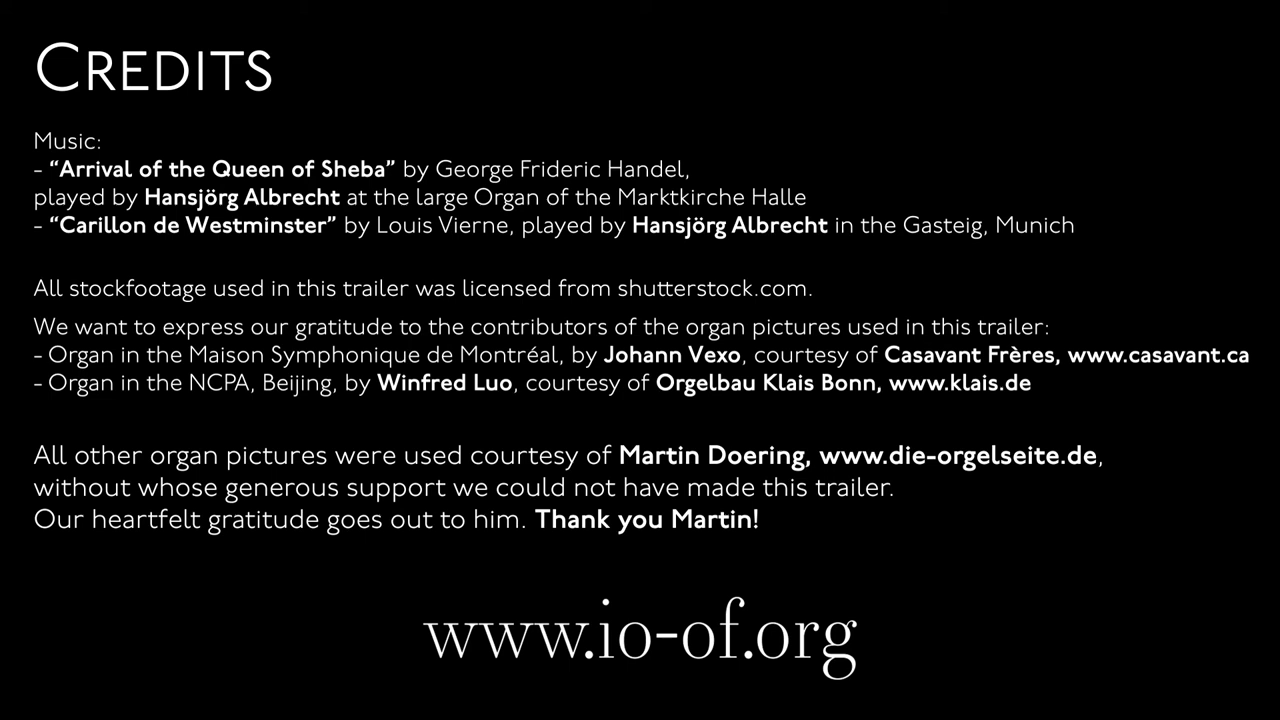 CREDITS
Music:
- “Arrival of the Queen of Sheba” by George Frideric Handel,
played by Hansjörg Albrecht at the large Organ of the Marktkirche Halle
- “Carillon de Westminster” by Louis Vierne, played by Hansjörg Albrecht in the Gasteig, Munich
All stockfootage used in this trailer was licensed from shutterstock.com.
We want to express our gratitude to the contributors of the organ pictures used in this trailer:
- Organ in the Maison Symphonique de Montréal, by Johann Vexo, courtesy of Casavant Frères, www.casavant.ca
- Organ in the NCPA, Beijing, by Winfred Luo, courtesy of Orgelbau Klais Bonn, www.klais.de
All other organ pictures were used courtesy of Martin Doering, www.die-orgelseite.de,
without whose generous support we could not have made this trailer.
Our heartfelt gratitude goes out to him. Thank you Martin!
www.io-of.org